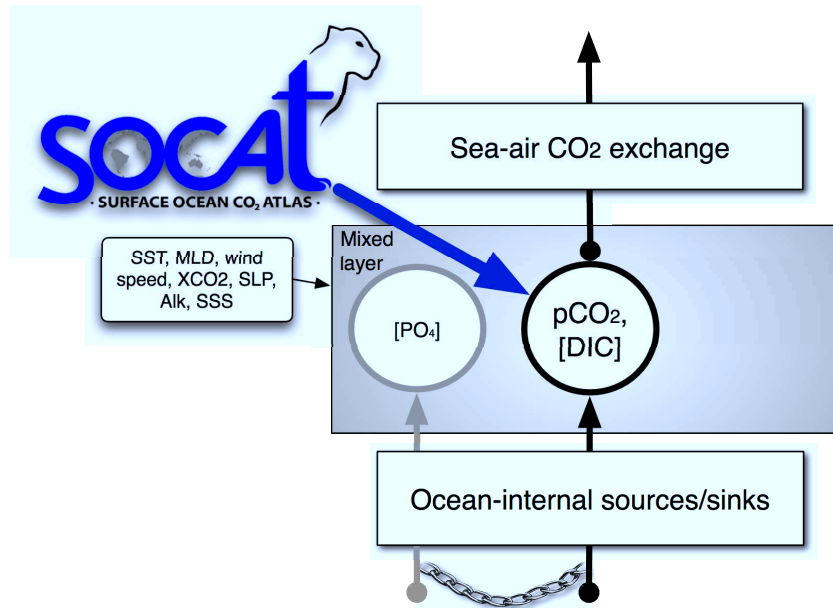 SOCAT
· SURFACE OCEAN CO₂ ATLAS ·
Sea-air CO₂ exchange
SST, MLD, wind
speed, XCO2, SLP,
Alk, SSS
Mixed
layer
[PO₄]
pCO₂,
[DIC]
Ocean-internal sources/sinks